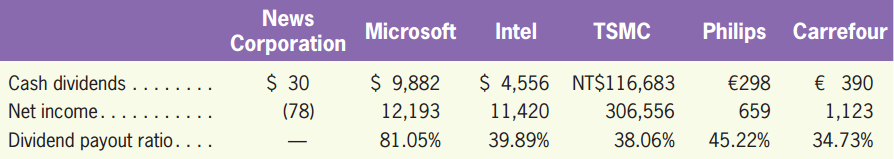 News Corporation Microsoft Intel TSMC Philips Carrefour
Cash dividends . . . . . . . . $ 30 $ 9,882 $ 4,556 NT$116,683 €298 € 390
Net income. . . . . . . . . . . (78) 12,193 11,420 306,556 659 1,123
Dividend payout ratio. . . . — 81.05% 39.89% 38.06% 45.22% 34.73%